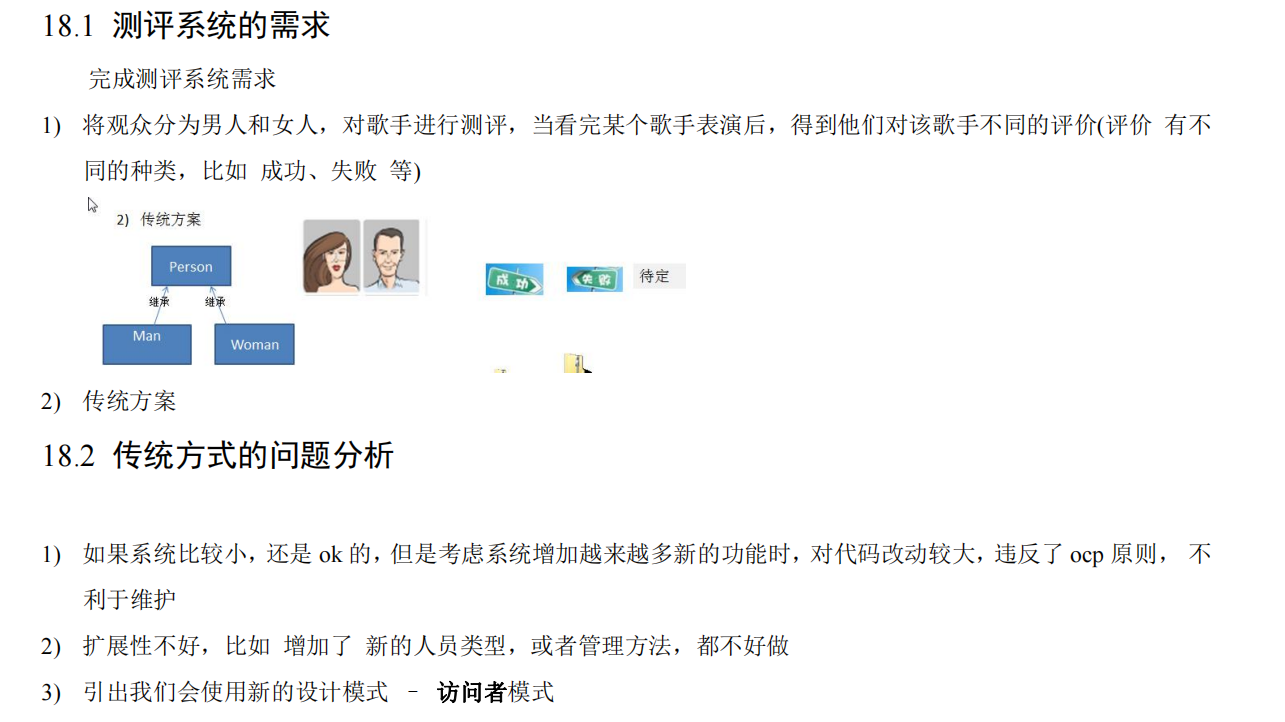 18.1 测评系统的需求
完成测评系统需求
1) 将观众分为男人和女人，对歌手进行测评，当看完某个歌手表演后，得到他们对该歌手不同的评价(评价 有不
同的种类，比如 成功、失败 等)
2) 传统方案
Person
成功
失败
待定
继承
继承
Man
Woman
2) 传统方案
18.2 传统方式的问题分析
1) 如果系统比较小，还是 ok 的，但是考虑系统增加越来越多新的功能时，对代码改动较大，违反了 ocp 原则， 不
利于维护
2) 扩展性不好，比如 增加了 新的人员类型，或者管理方法，都不好做
3) 引出我们会使用新的设计模式 – 访问者模式